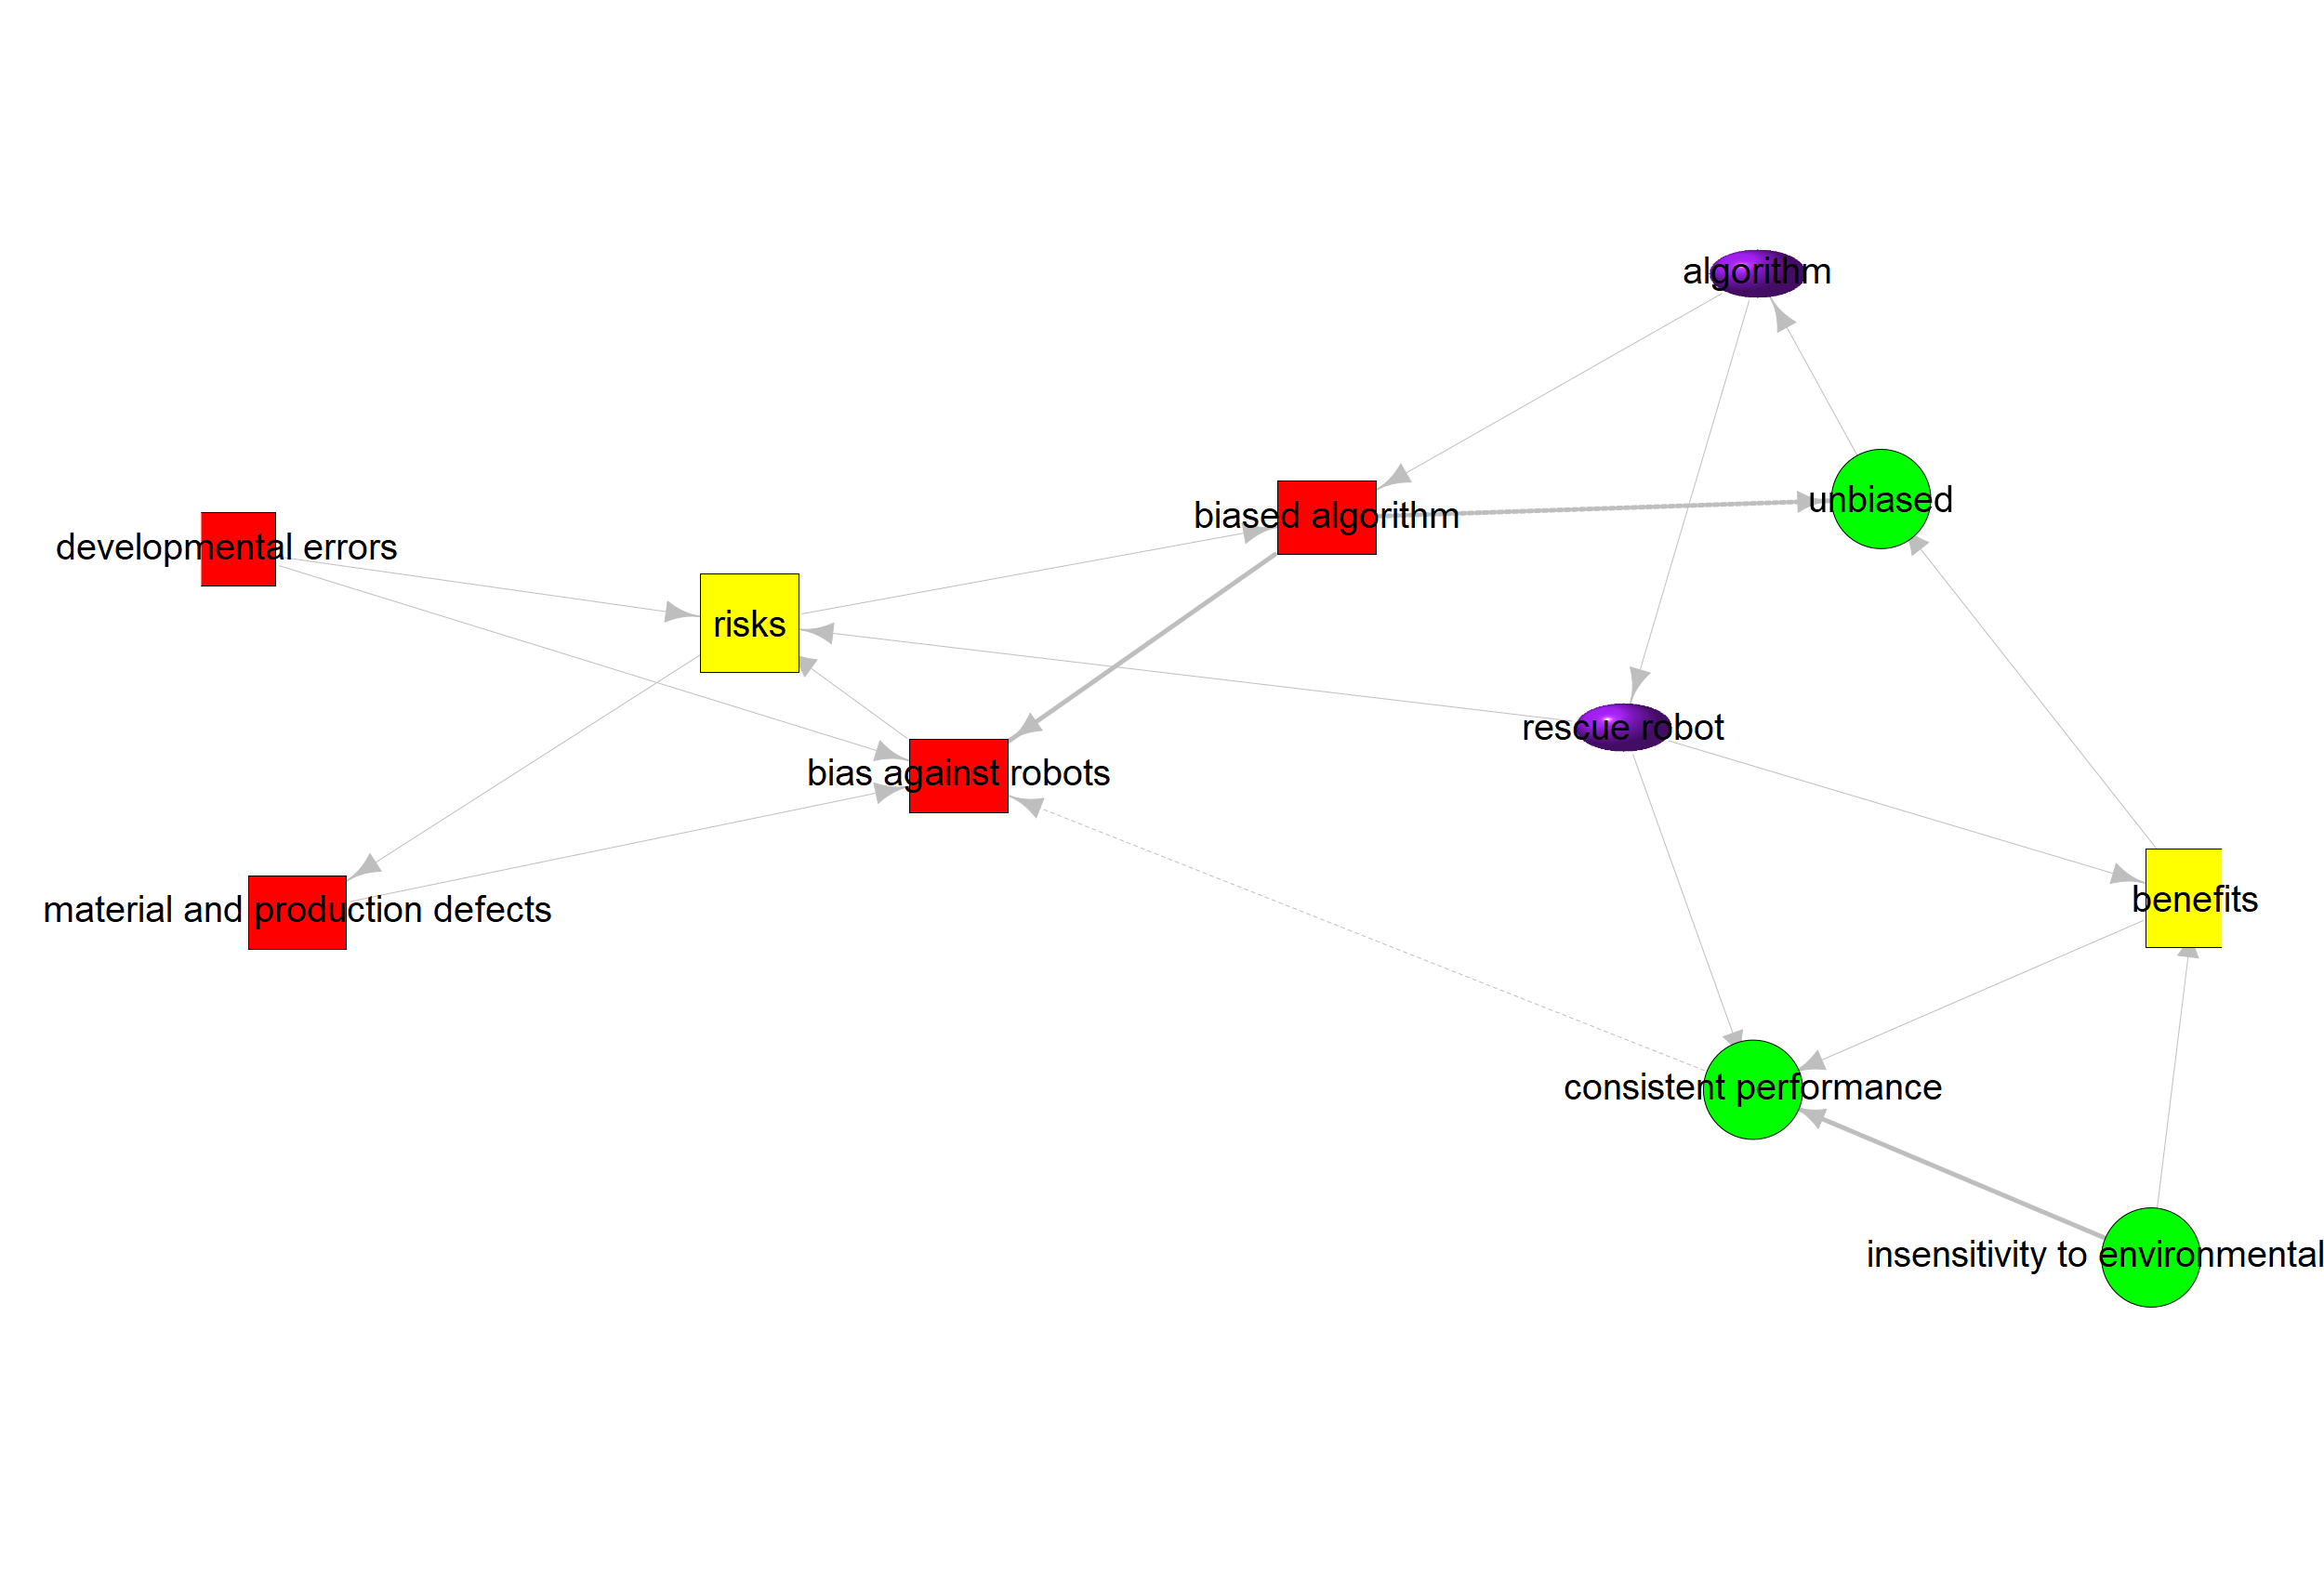 algorithm
unbiased
biased algorithm
developmental errors
risks
rescue robot
bias against robots
benefits
material and production defects
consistent performance
insensitivity to environmental